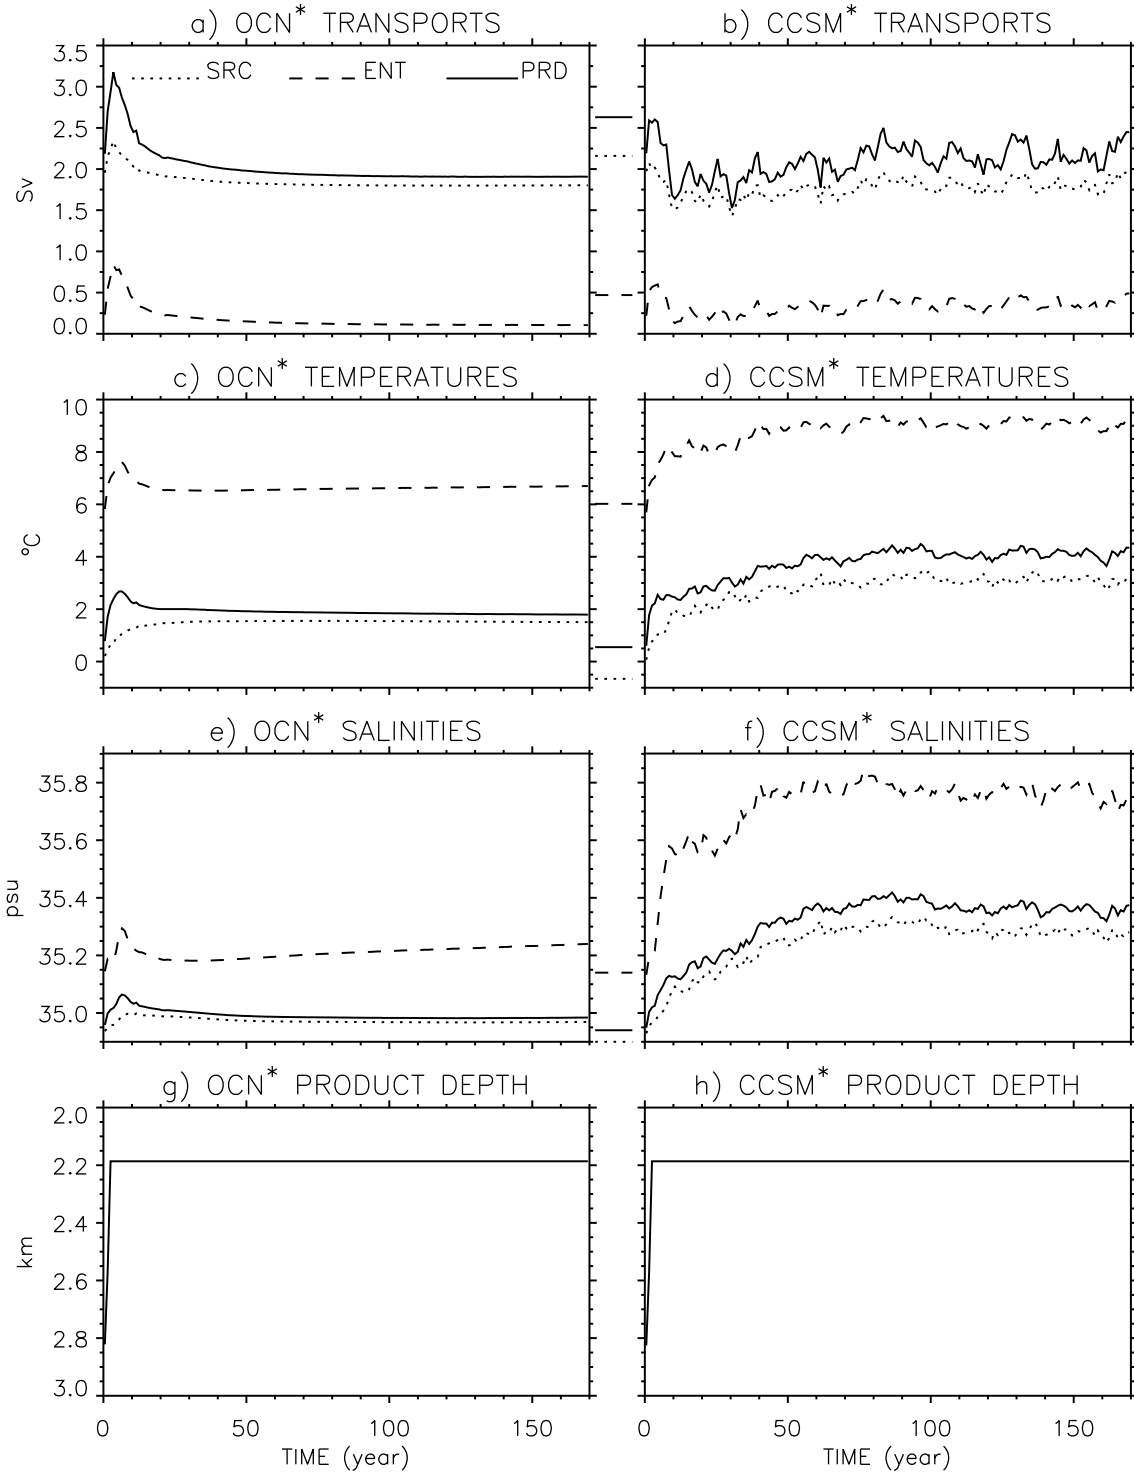 a) OCN* TRANSPORTS
b) CCSM* TRANSPORTS
3.5
3.0
2.5
2.0
1.5
1.0
0.5
0.0
Sv
SRC ENT PRD
c) OCN* TEMPERATURES
d) CCSM* TEMPERATURES
10
8
6
4
2
0
°C
e) OCN* SALINITIES
f) CCSM* SALINITIES
35.8
35.6
35.4
35.2
35.0
psu
g) OCN* PRODUCT DEPTH
h) CCSM* PRODUCT DEPTH
2.0
2.2
2.4
2.6
2.8
3.0
km
0 50 100 150
0 50 100 150
TIME (year)
TIME (year)